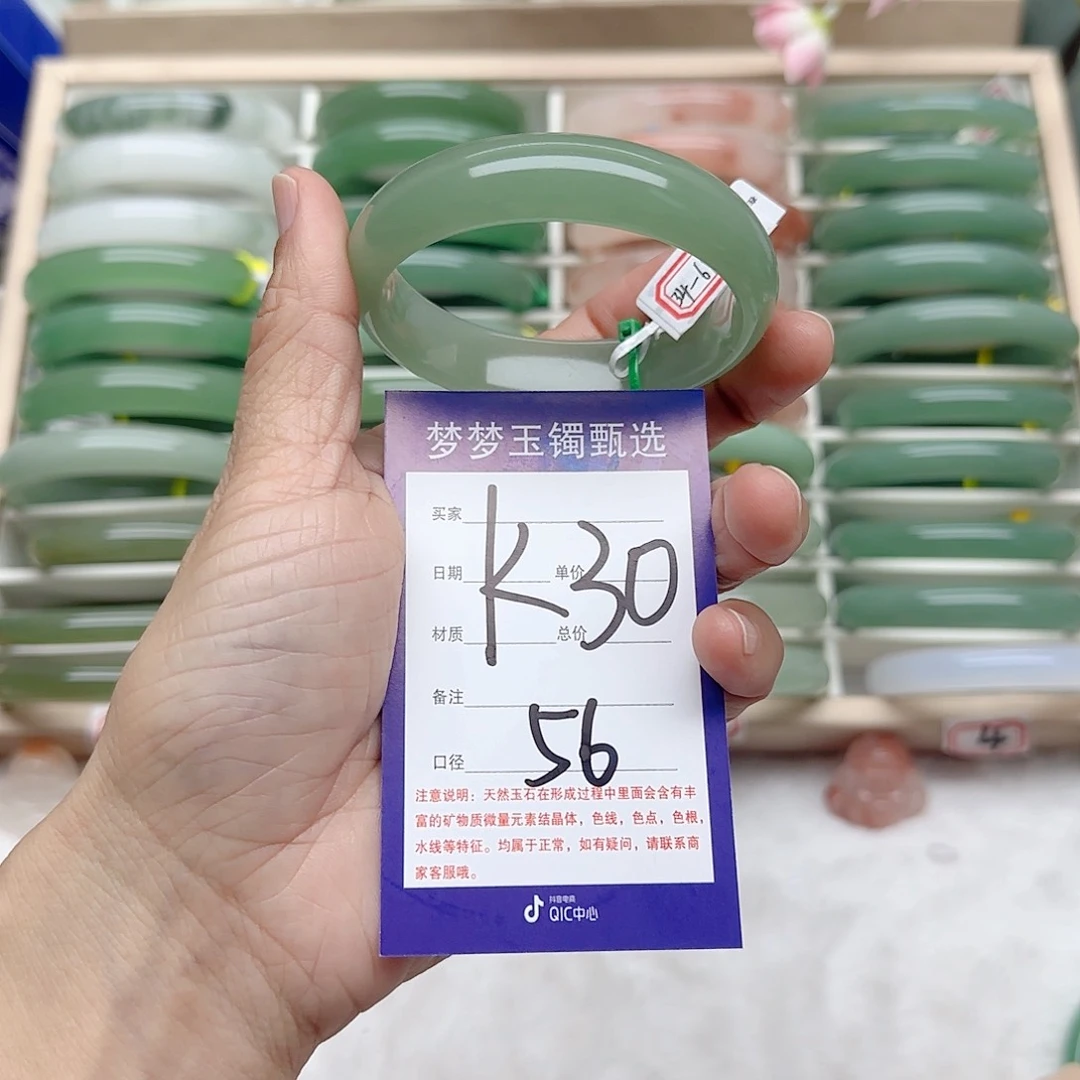 34-6
梦梦玉镯甄选
买家
K30
日期 单价
材质 总价
备注
56
口径
注意说明：天然玉石在形成过程中里面会含有丰
富的矿物质微量元素结晶体，色线，色点，色根，
水线等特征。均属于正常，如有疑问，请联系商
家客服哦。
抖音电商
QIC中心